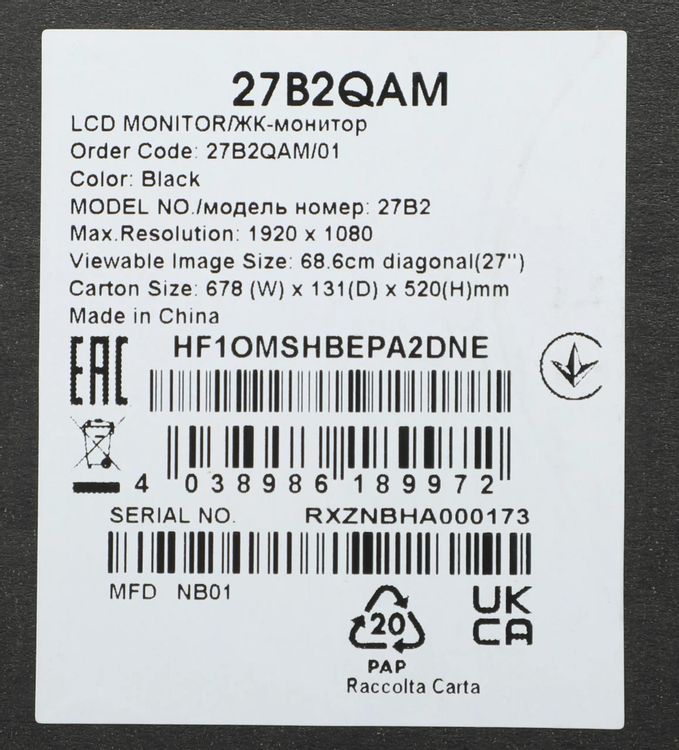 27B2QAM
LCD MONITOR/ЖК-монитор
Order Code: 27B2QAM/01
Color: Black
MODEL NO./модель номер: 27B2
Max.Resolution: 1920 x 1080
Viewable Image Size: 68.6cm diagonal(27")
Carton Size: 678 (W) x 131(D) x 520(H)mm
Made in China
EAC
HF1OMSHBEPA2DNE
4 038986 189972
SERIAL NO. RXZNBHA000173
MFD NB01
20
PAP
Raccolta Carta
UK
CA